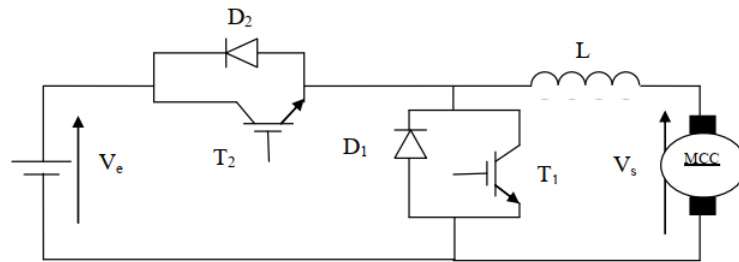 D₂
L
Vₑ
T₂
D₁
T₁
Vₛ
MCC